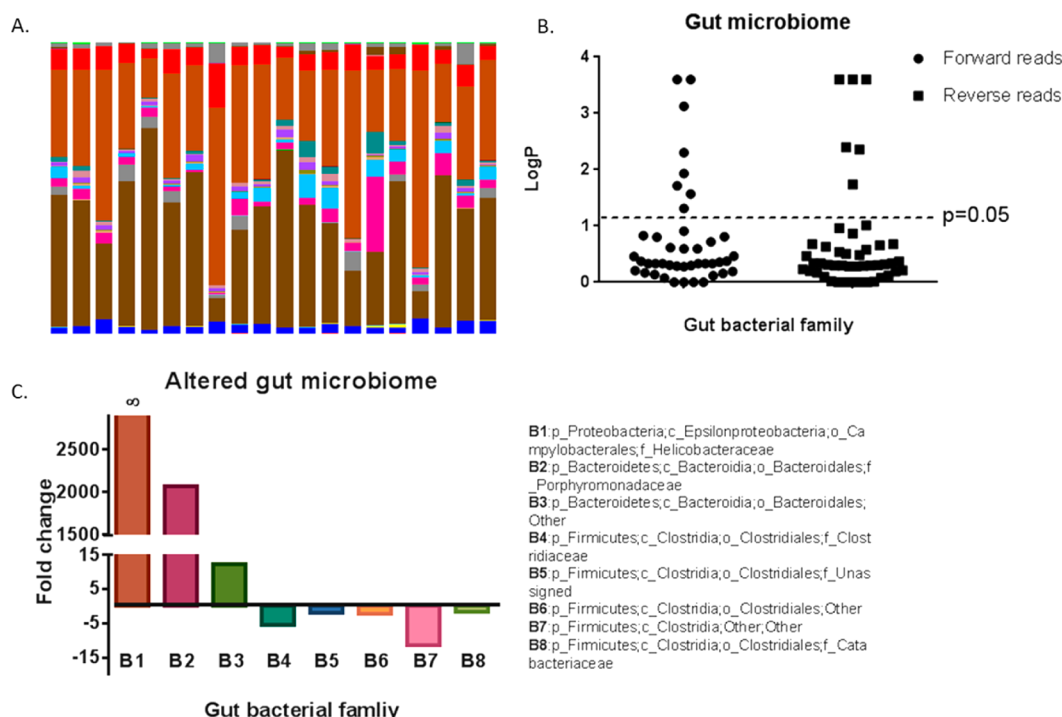 A.
B.
Gut microbiome
Forward reads
Reverse reads
LogP
4
3
2
1
0
p=0.05
Gut bacterial family
C.
Altered gut microbiome
∞
Fold change
2500
2000
1500
15
5
-5
-15
B1 B2 B3 B4 B5 B6 B7 B8
Gut bacterial famliv
B1:p_Proteobacteria;c_Epsilonproteobacteria;o_Ca
mpylobacterales;f_Helicobacteraceae
B2:p_Bacteroidetes;c_Bacteroidia;o_Bacteroidales;f
_Porphyromonadaceae
B3:p_Bacteroidetes;c_Bacteroidia;o_Bacteroidales;
Other
B4:p_Firmicutes;c_Clostridia;o_Clostridiales;f_Clost
ridiaceae
B5:p_Firmicutes;c_Clostridia;o_Clostridiales;f_Unas
signed
B6:p_Firmicutes;c_Clostridia;o_Clostridiales;Other
B7:p_Firmicutes;c_Clostridia;Other;Other
B8:p_Firmicutes;c_Clostridia;o_Clostridiales;f_Cata
bacteriaceae